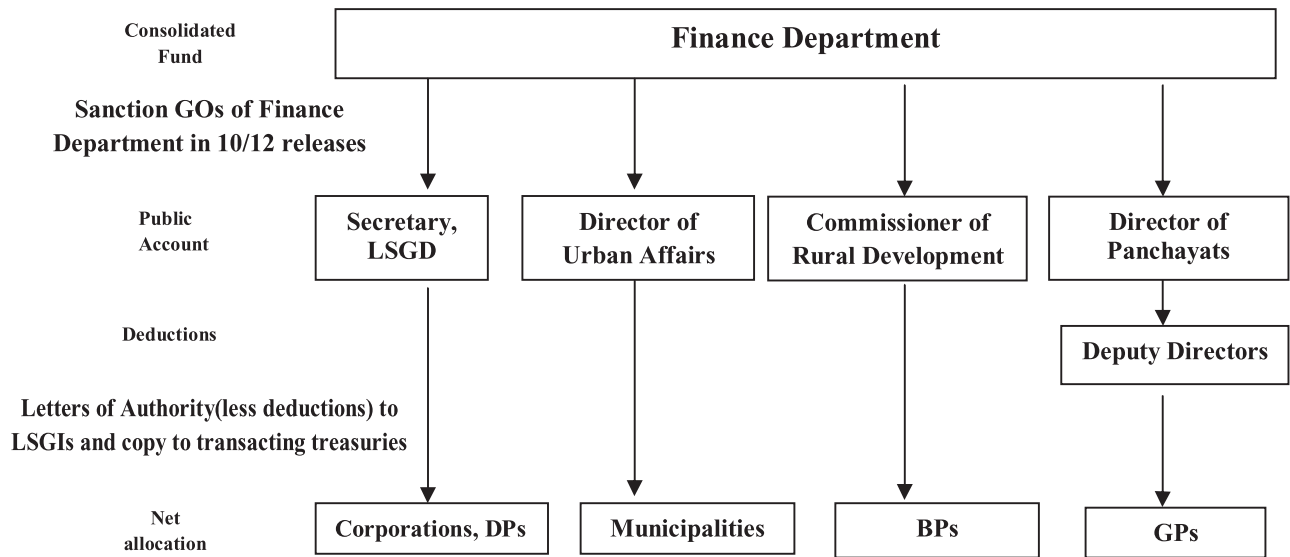 Consolidated
Fund
Finance Department
Sanction GOs of Finance
Department in 10/12 releases
Public
Account
Secretary,
LSGD
Director of
Urban Affairs
Commissioner of
Rural Development
Director of
Panchayats
Deductions
Deputy Directors
Letters of Authority(less deductions) to
LSGIs and copy to transacting treasuries
Net
allocation
Corporations, DPs
Municipalities
BPs
GPs